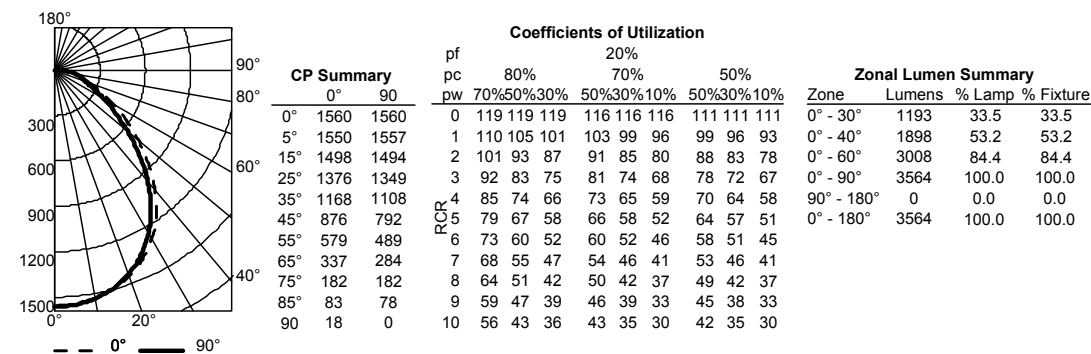 180°
90°
80°
60°
40°
300
600
900
1200
1500
0° 20°
0° 90°
CP Summary
0° 90
0° 1560 1560
5° 1550 1557
15° 1498 1494
25° 1376 1349
35° 1168 1108
45° 876 792
55° 579 489
65° 337 284
75° 182 182
85° 83 78
90 18 0
Coefficients of Utilization
pf 20%
pc 80% 70% 50%
pw 70%50%30% 50%30%10% 50%30%10%
RCR
0 119 119 119 116 116 116 111 111 111
1 110 105 101 103 99 96 99 96 93
2 101 93 87 91 85 80 88 83 78
3 92 83 75 81 74 68 78 72 67
4 85 74 66 73 65 59 70 64 58
5 79 67 58 66 58 52 64 57 51
6 73 60 52 60 52 46 58 51 45
7 68 55 47 54 46 41 53 46 41
8 64 51 42 50 42 37 49 42 37
9 59 47 39 46 39 33 45 38 33
10 56 43 36 43 35 30 42 35 30
Zonal Lumen Summary
Zone Lumens % Lamp % Fixture
0° - 30° 1193 33.5 33.5
0° - 40° 1898 53.2 53.2
0° - 60° 3008 84.4 84.4
0° - 90° 3564 100.0 100.0
90° - 180° 0 0.0 0.0
0° - 180° 3564 100.0 100.0